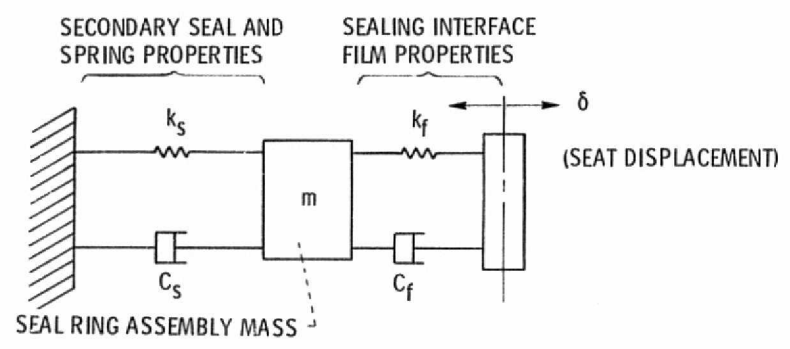 SECONDARY SEAL AND
SPRING PROPERTIES
SEALING INTERFACE
FILM PROPERTIES
k_s
k_f
δ
(SEAT DISPLACEMENT)
m
C_s
C_f
SEAL RING ASSEMBLY MASS